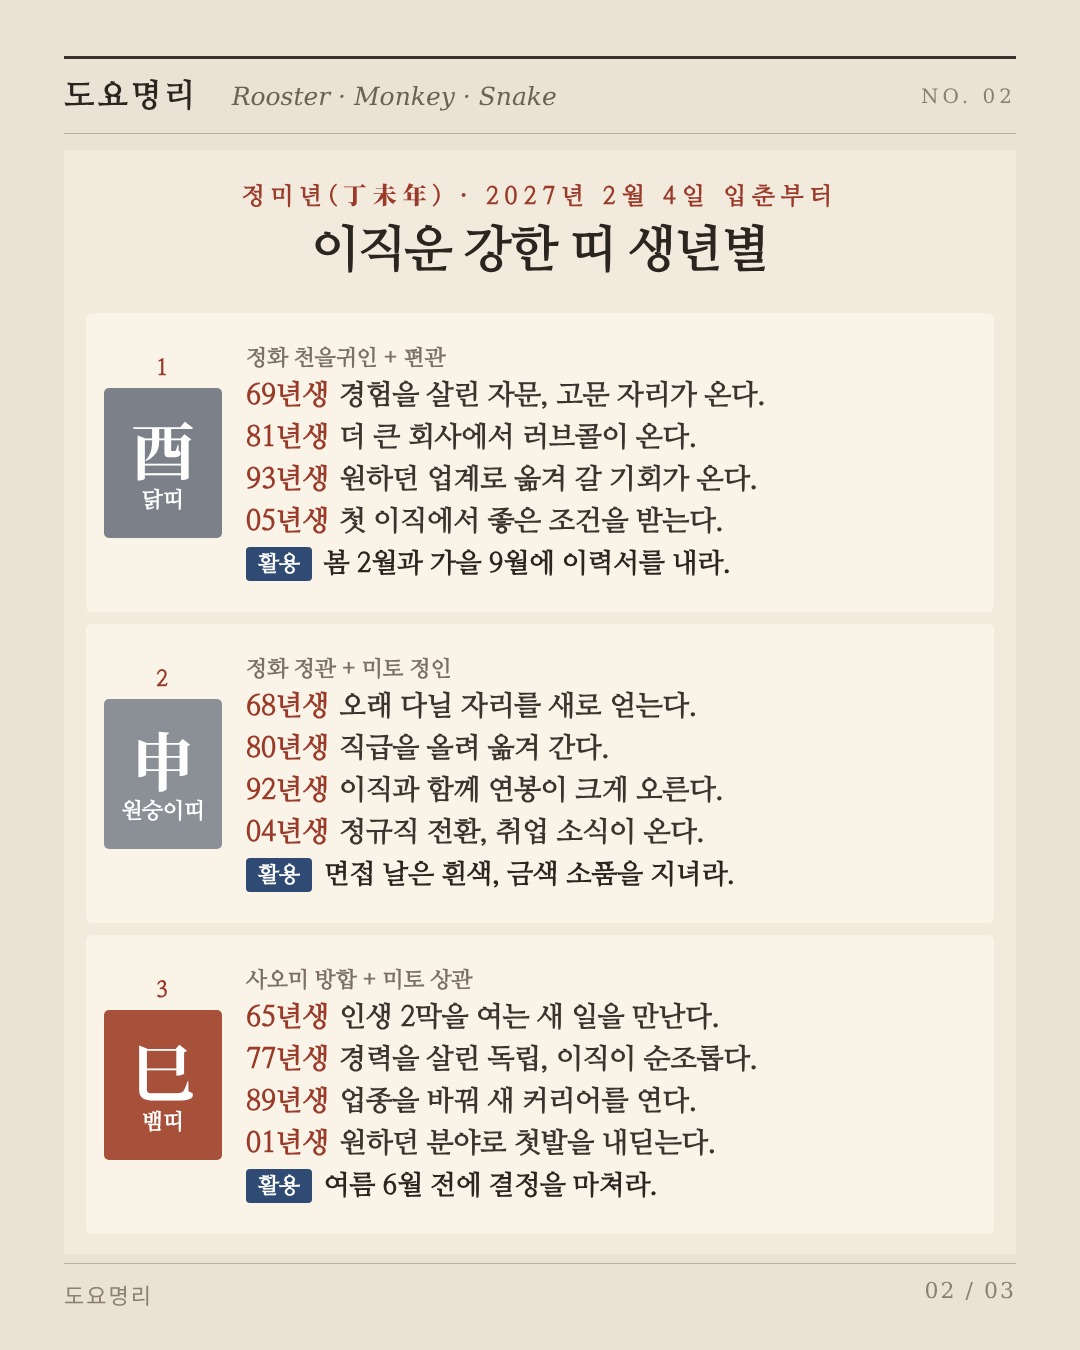 도요명리 Rooster · Monkey · Snake NO. 02
정미년(丁未年) · 2027년 2월 4일 입춘부터
이직운 강한 띠 생년별
1
酉
닭띠
정화 천을귀인 + 편관
69년생 경험을 살린 자문, 고문 자리가 온다.
81년생 더 큰 회사에서 러브콜이 온다.
93년생 원하던 업계로 옮겨 갈 기회가 온다.
05년생 첫 이직에서 좋은 조건을 받는다.
활용 봄 2월과 가을 9월에 이력서를 내라.
2
申
원숭이띠
정화 정관 + 미토 정인
68년생 오래 다닐 자리를 새로 얻는다.
80년생 직급을 올려 옮겨 간다.
92년생 이직과 함께 연봉이 크게 오른다.
04년생 정규직 전환, 취업 소식이 온다.
활용 면접 날은 흰색, 금색 소품을 지녀라.
3
巳
뱀띠
사오미 방합 + 미토 상관
65년생 인생 2막을 여는 새 일을 만난다.
77년생 경력을 살린 독립, 이직이 순조롭다.
89년생 업종을 바꿔 새 커리어를 연다.
01년생 원하던 분야로 첫발을 내딛는다.
활용 여름 6월 전에 결정을 마쳐라.
도요명리 02 / 03